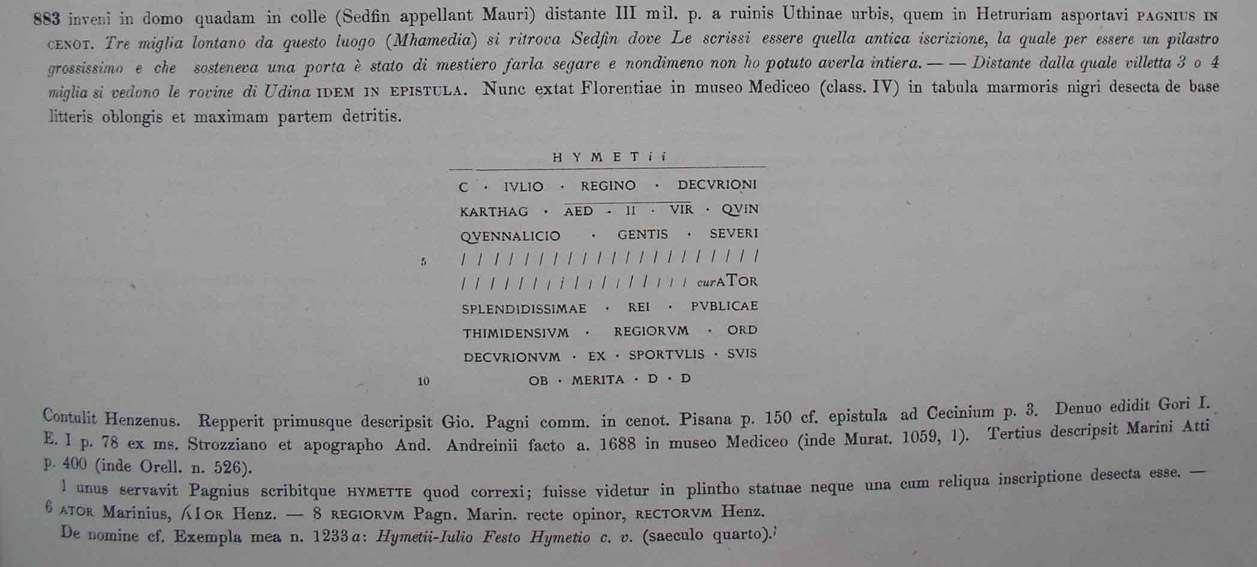 883 inveni in domo quadam in colle (Sedfin appellant Mauri) distante III mil. p. a ruinis Uthinae urbis, quem in Hetruriam asportavi PAGNIUS IN
CENOT. Tre miglia lontano da questo luogo (Mhamedia) si ritrova Sedfin dove Le scrissi essere quella antica iscrizione, la quale per essere un pilastro
grossissimo e che sosteneva una porta è stato di mestiero farla segare e nondimeno non ho potuto averla intiera. — — Distante dalla quale villetta 3 o 4
miglia si vedono le rovine di Udina IDEM IN EPISTULA. Nunc extat Florentiae in museo Mediceo (class. IV) in tabula marmoris nigri desecta de base
litteris oblongis et maximam partem detritis.
HYMETii
C · IVLIO · REGINO · DECVRIONI
KARTHAG · AED · II · VIR · QVIN
QVENNALICIO · GENTIS · SEVERI
5 / / / / / / / / / / / / / / / / / / / /
/ / / / / / / / / / / / / / / / / curATOR
SPLENDIDISSIMAE · REI · PVBLICAE
THIMIDENSIVM · REGIORVM · ORD
DECVRIONVM · EX · SPORTVLIS · SVIS
10 OB · MERITA · D · D
Contulit Henzenus. Repperit primusque descripsit Gio. Pagni comm. in cenot. Pisana p. 150 cf. epistula ad Cecinium p. 3. Denuo edidit Gori I.
E. I p. 78 ex ms. Strozziano et apographo And. Andreinii facto a. 1688 in museo Mediceo (inde Murat. 1059, 1). Tertius descripsit Marini Atti
p. 400 (inde Orell. n. 526).
1 unus servavit Pagnius scribitque HYMETTE quod correxi; fuisse videtur in plintho statuae neque una cum reliqua inscriptione desecta esse. —
6 ATOR Marinius, OR Henz. — 8 REGIORVM Pagn. Marin. recte opinor, RECTORVM Henz.
De nomine cf. Exempla mea n. 1233a: Hymetii-Iulio Festo Hymetio c. v. (saeculo quarto).